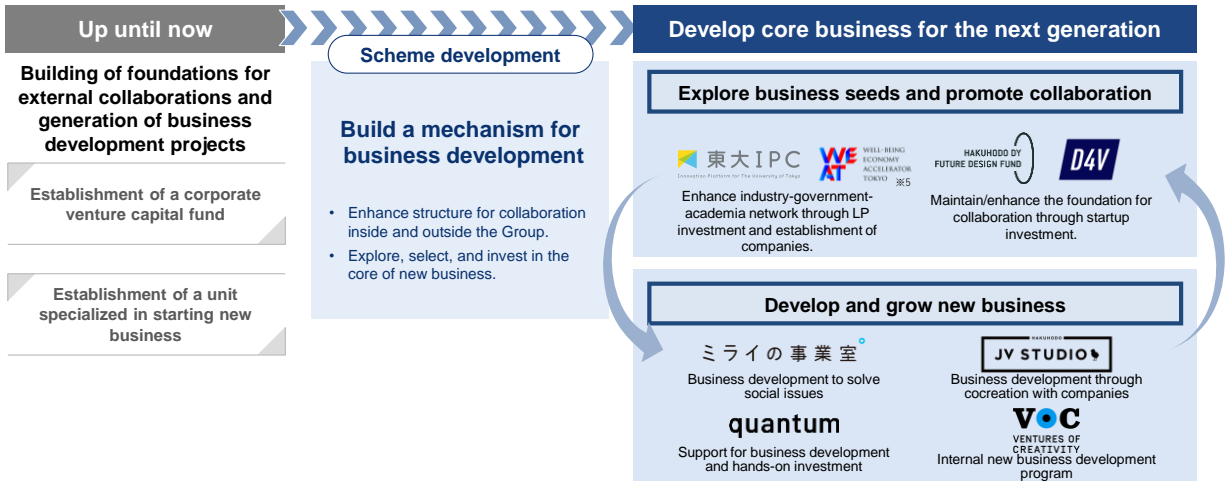 Up until now
Building of foundations for
external collaborations and
generation of business
development projects
Establishment of a corporate
venture capital fund
Establishment of a unit
specialized in starting new
business
Scheme development
Build a mechanism for
business development
• Enhance structure for collaboration
inside and outside the Group.
• Explore, select, and invest in the
core of new business.
Develop core business for the next generation
Explore business seeds and promote collaboration
東大IPC
Innovation Platform for The University of Tokyo
WE
AT
WELL-BEING
ECONOMY
ACCELERATOR
TOKYO
※5
Enhance industry-government-
academia network through LP
investment and establishment of
companies.
HAKUHODO DY
FUTURE DESIGN FUND
D4V
Maintain/enhance the foundation for
collaboration through startup
investment.
Develop and grow new business
ミライの事業室
Business development to solve
social issues
HAKUHODO
JV STUDIO
Business development through
cocreation with companies
quantum
Support for business development
and hands-on investment
VOC
VENTURES OF
CREATIVITY
Internal new business development
program